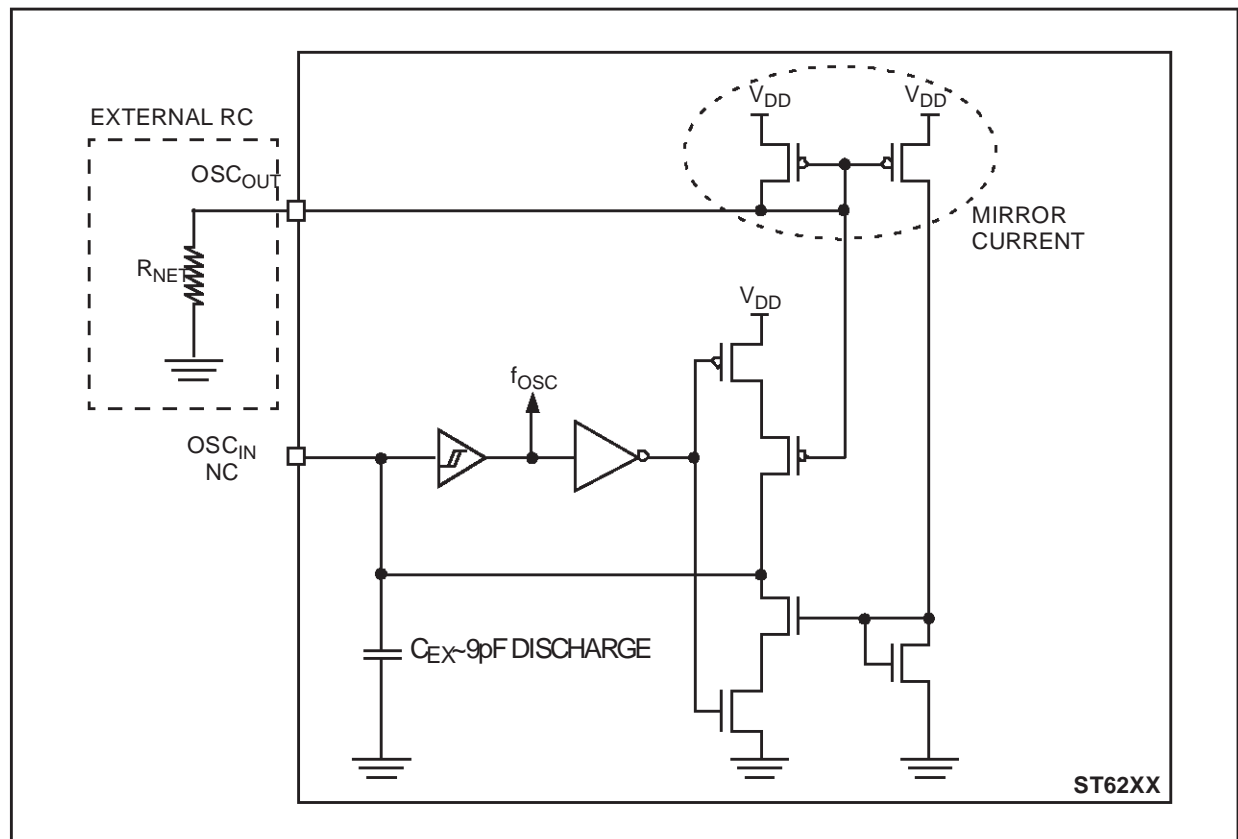 V_DD V_DD
EXTERNAL RC
OSC_OUT
MIRROR
CURRENT
R_NET
V_DD
f_OSC
OSC_IN
NC
C_EX~9pF DISCHARGE
ST62XX